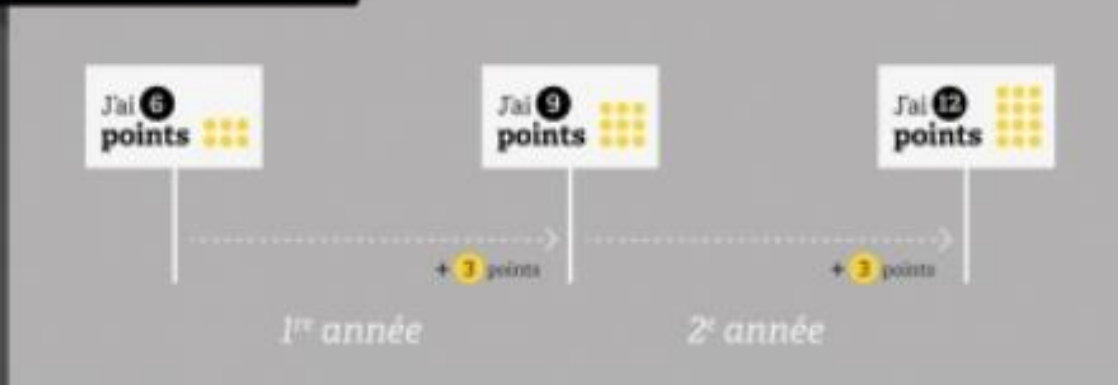 J'ai 6
points
J'ai 9
points
J'ai 12
points
+ 3 points
+ 3 points
1re année
2e année